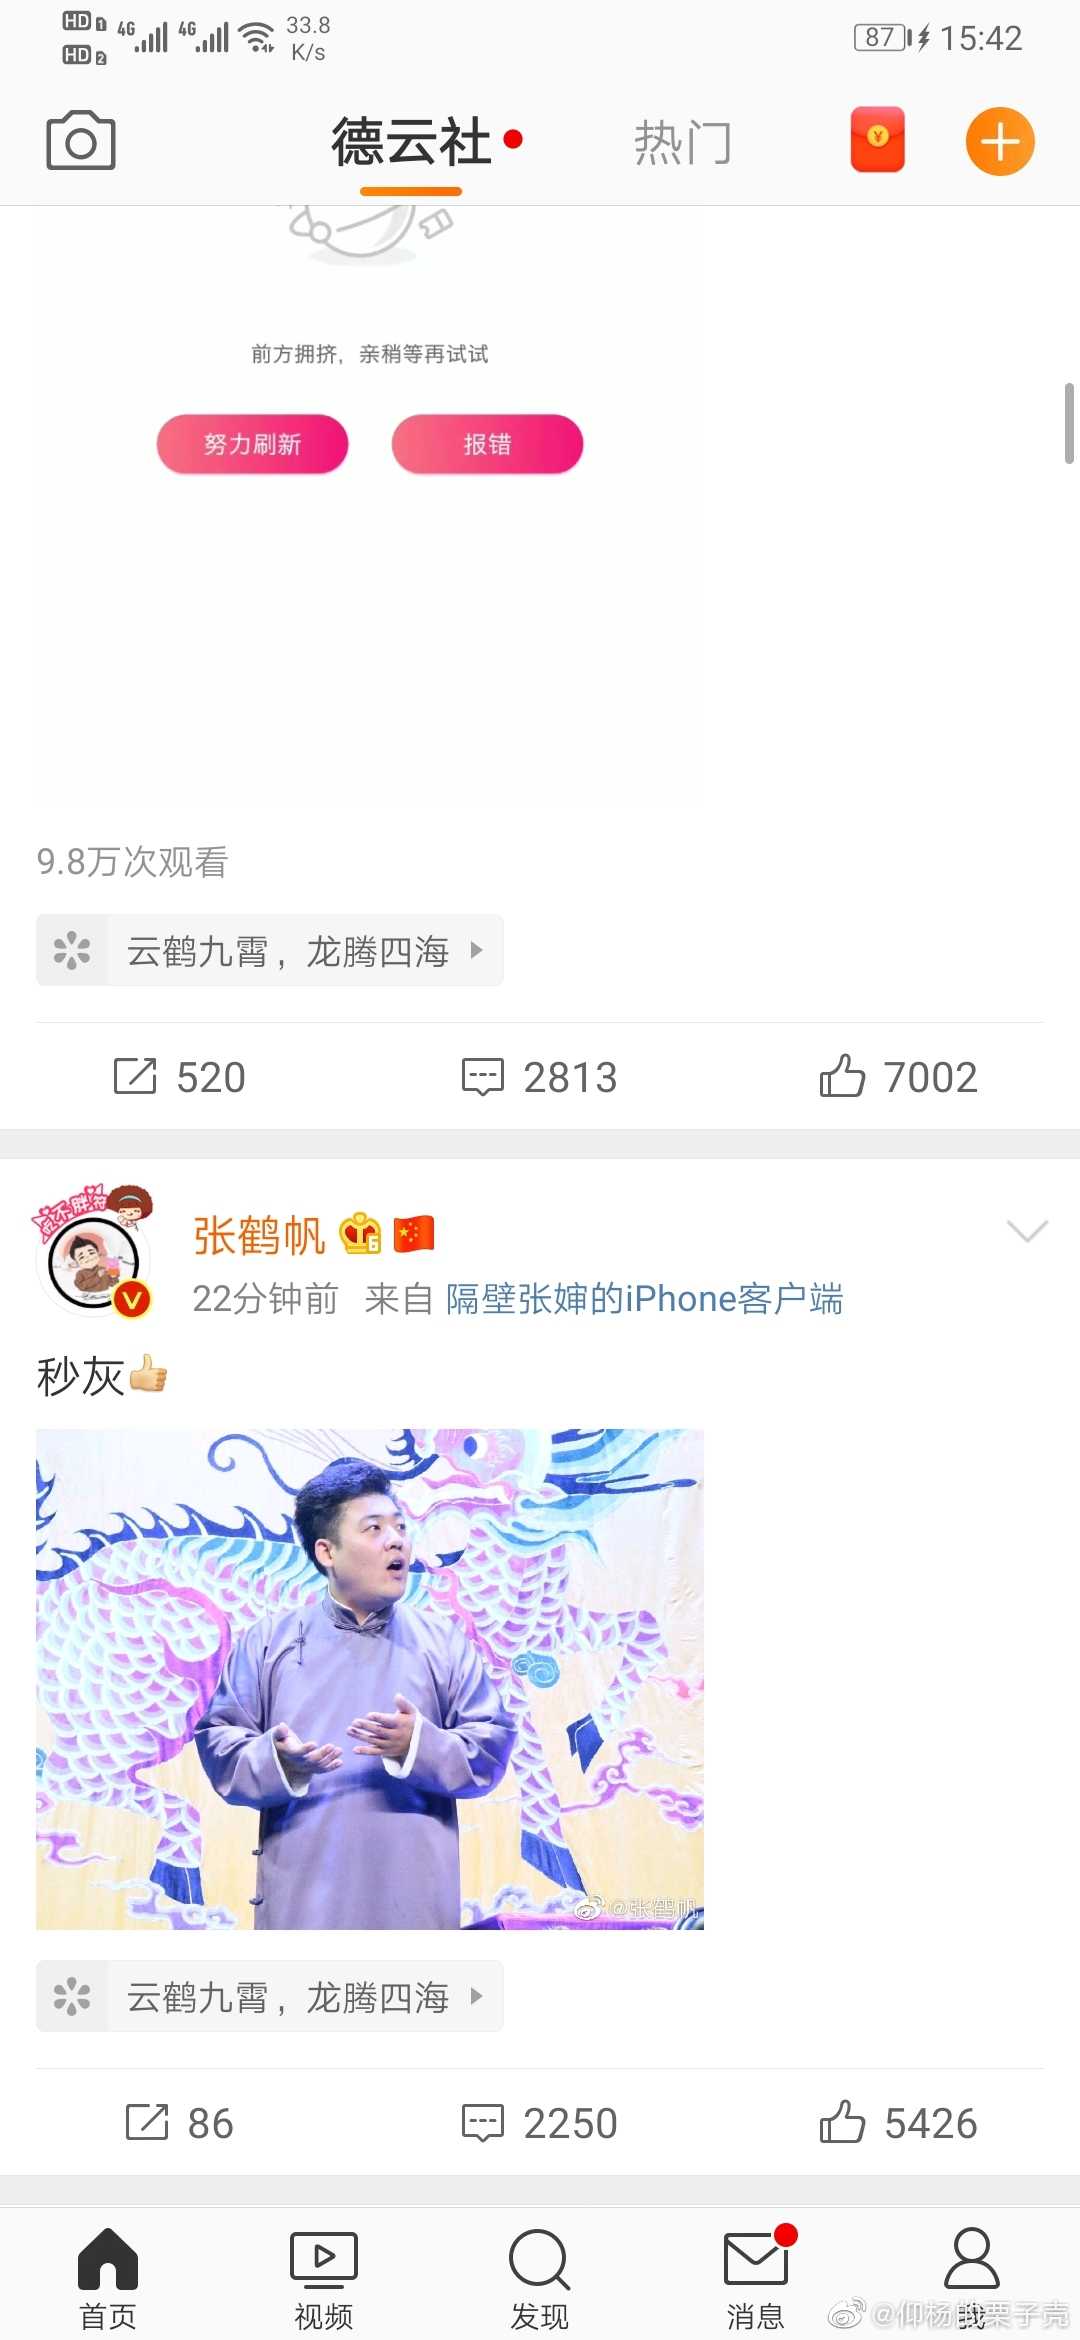 HD 1 4G 4G 33.8 K/s 87 15:42
HD 2
德云社 热门
前方拥挤，亲稍等再试试
努力刷新 报错
9.8万次观看
云鹤九霄，龙腾四海
520 2813 7002
张鹤帆 6
22分钟前 来自 隔壁张婶的iPhone客户端
秒灰
@张鹤帆
云鹤九霄，龙腾四海
86 2250 5426
首页 视频 发现 消息 我
@仰杨的栗子壳